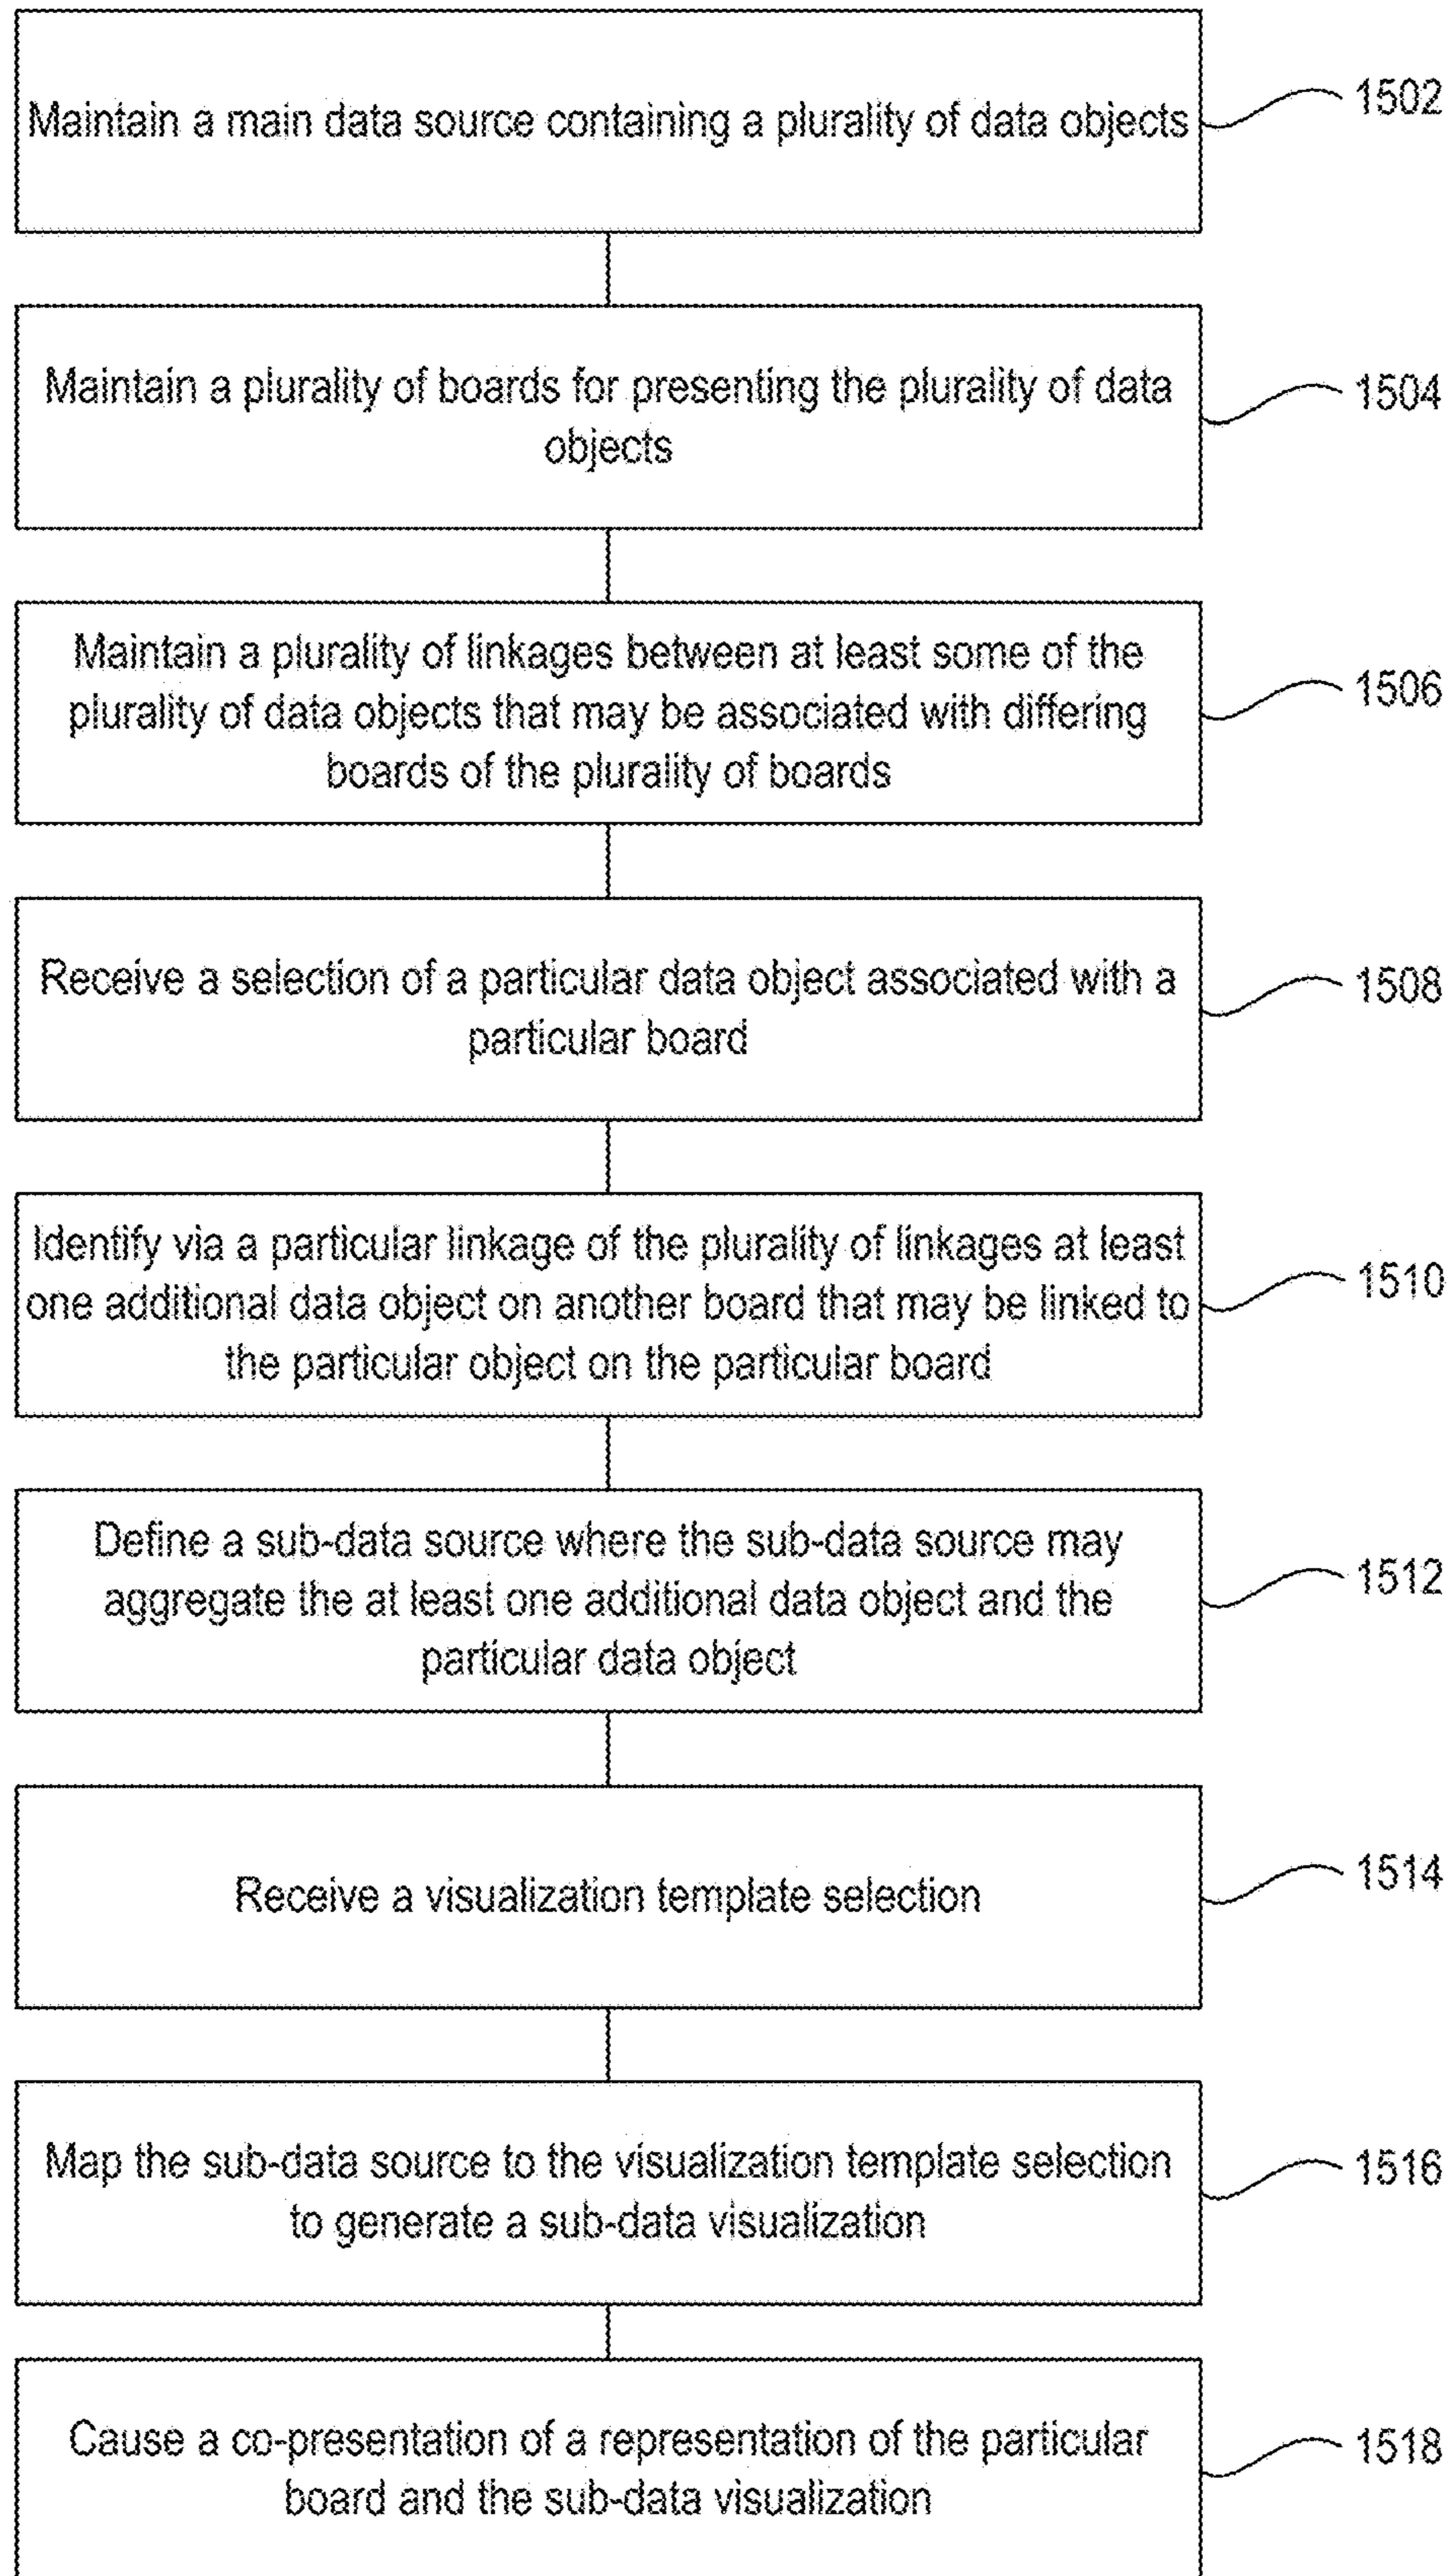 Maintain a main data source containing a plurality of data objects
1502
Maintain a plurality of boards for presenting the plurality of data
objects
1504
Maintain a plurality of linkages between at least some of the
plurality of data objects that may be associated with differing
boards of the plurality of boards
1506
Receive a selection of a particular data object associated with a
particular board
1508
Identify via a particular linkage of the plurality of linkages at least
one additional data object on another board that may be linked to
the particular object on the particular board
1510
Define a sub-data source where the sub-data source may
aggregate the at least one additional data object and the
particular data object
1512
Receive a visualization template selection
1514
Map the sub-data source to the visualization template selection
to generate a sub-data visualization
1516
Cause a co-presentation of a representation of the particular
board and the sub-data visualization
1518